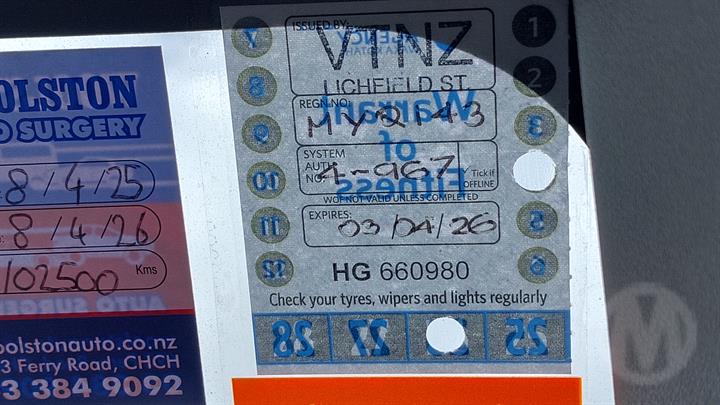 OLSTON
O SURGERY
8/4/25
8/4/26
102500 Kms
AUTO SURGE
oolstonauto.co.nz
3 Ferry Road, CHCH
3 384 9092
ISSUED BY:
VTNZ
LICHFIELD ST.
REGN NO:
MYQ143
SYSTEM
AUTH
NO:
4-967
Tick if
OFFLINE
WOF NOT VALID UNLESS COMPLETED
EXPIRES:
03/04/26
HG 660980
Check your tyres, wipers and lights regularly
Warrant
of
Fitness
1
2
3
5
6
7
8
9
10
11
12
28
27
25
M